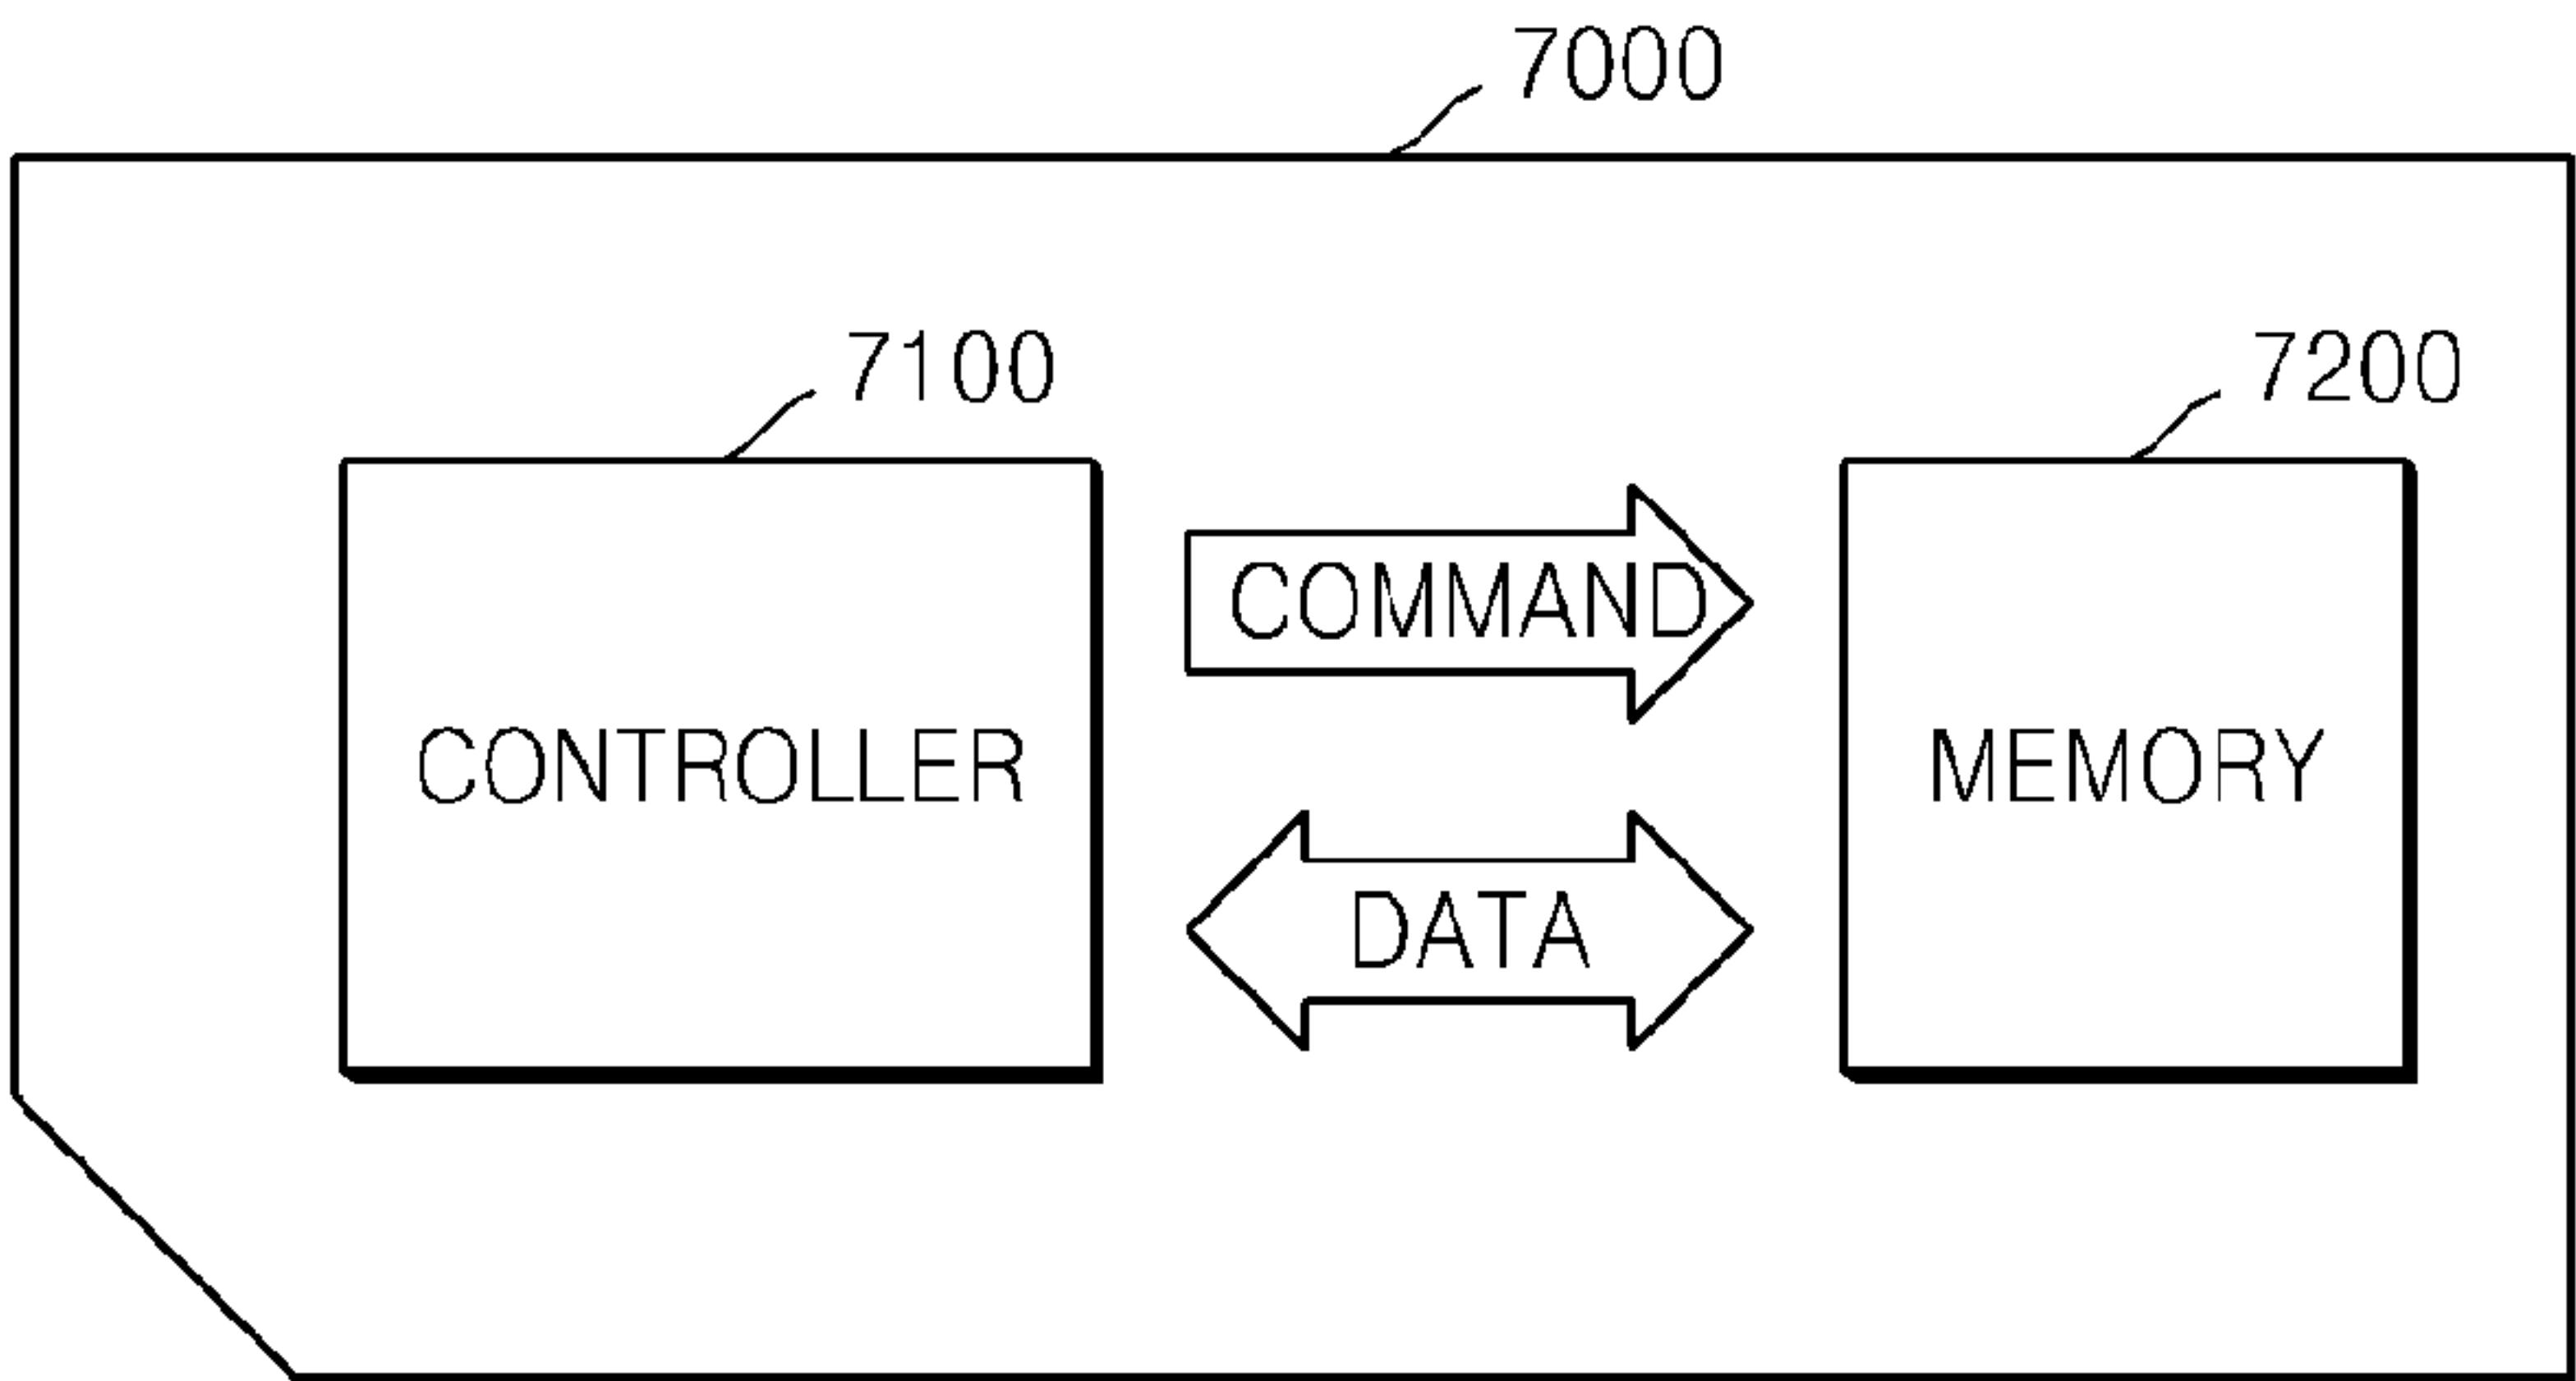 7000
7100
7200
COMMAND
CONTROLLER
MEMORY
DATA